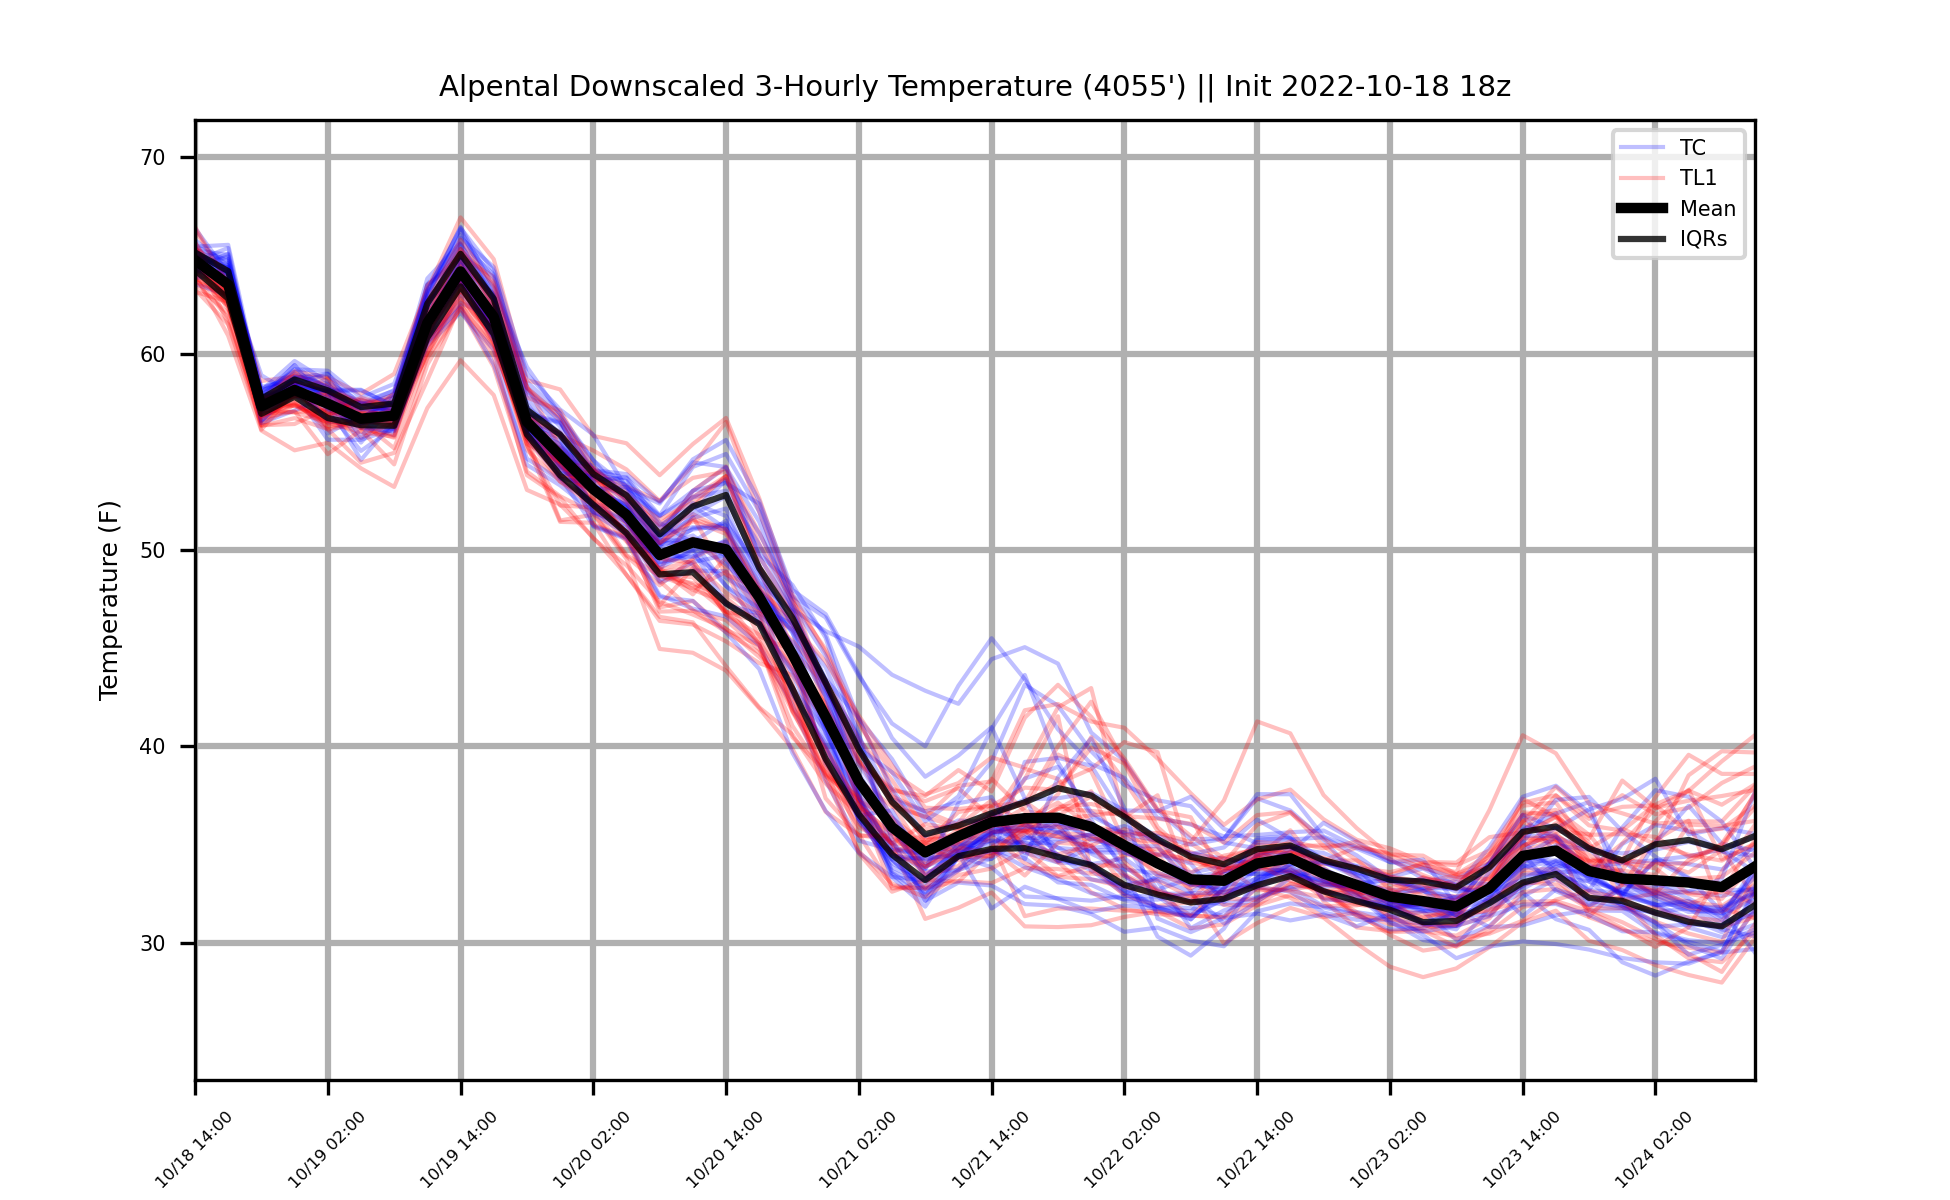 Alpental Downscaled 3-Hourly Temperature (4055') || Init 2022-10-18 18z
TC
TL1
Mean
IQRs
Temperature (F)
70
60
50
40
30
10/18 14:00
10/19 02:00
10/19 14:00
10/20 02:00
10/20 14:00
10/21 02:00
10/21 14:00
10/22 02:00
10/22 14:00
10/23 02:00
10/23 14:00
10/24 02:00